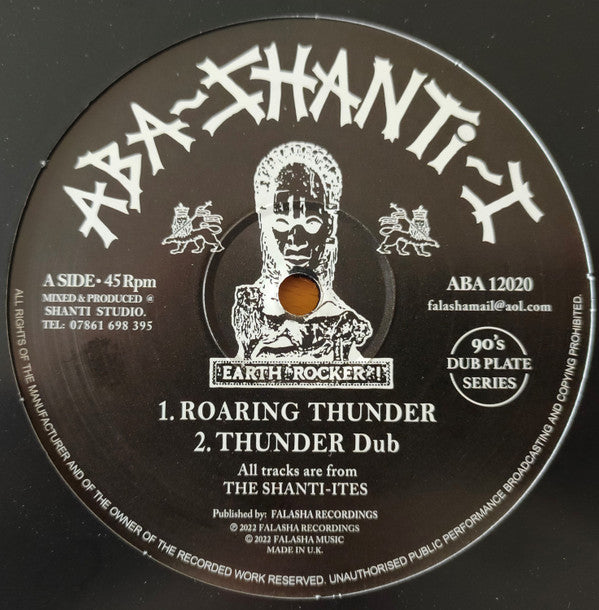 ABA~SHANTi~I
A SIDE • 45 Rpm
MIXED & PRODUCED @
SHANTI STUDIO.
TEL: 07861 698 395
ABA 12020
falashamail@aol.com
90's
DUB PLATE
SERIES
EARTH ROCKER !
1. ROARING THUNDER
2. THUNDER Dub
All tracks are from
THE SHANTI-ITES
Published by: FALASHA RECORDINGS
℗ 2022 FALASHA RECORDINGS
© 2022 FALASHA MUSIC
MADE IN U.K.
ALL RIGHTS OF THE MANUFACTURER AND OF THE OWNER OF THE RECORDED WORK RESERVED. UNAUTHORISED PUBLIC PERFORMANCE BROADCASTING AND COPYING PROHIBITED.